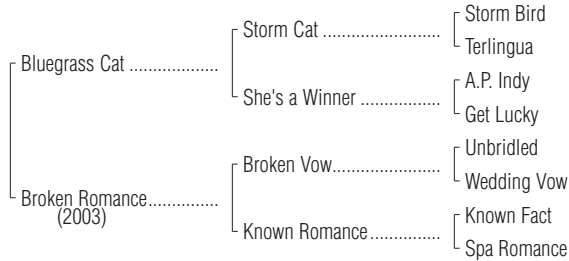 Storm Bird
Storm Cat ..............................
Terlingua
Bluegrass Cat ......................
A.P. Indy
She's a Winner ....................
Get Lucky
Unbridled
Broken Vow...........................
Wedding Vow
Broken Romance.................
(2003)
Known Fact
Known Romance..................
Spa Romance